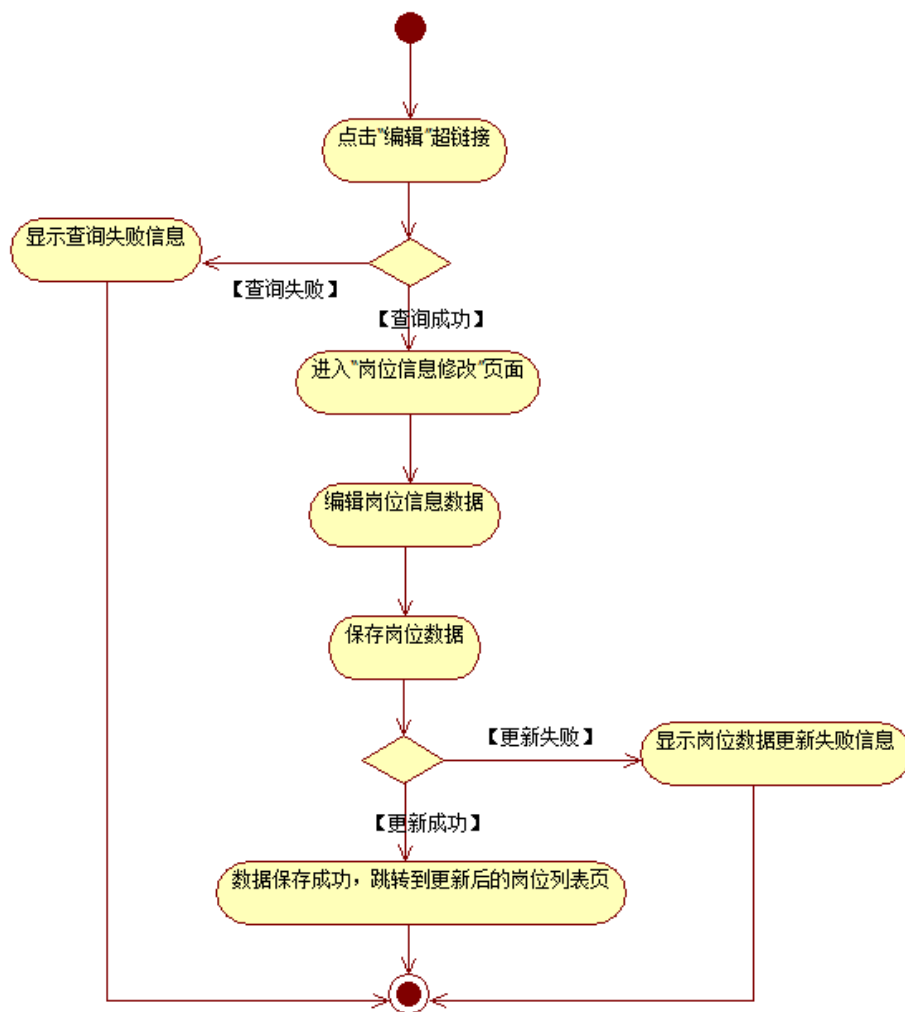 点击"编辑"超链接
显示查询失败信息
【查询失败】
【查询成功】
进入"岗位信息修改"页面
编辑岗位信息数据
保存岗位数据
【更新失败】
显示岗位数据更新失败信息
【更新成功】
数据保存成功，跳转到更新后的岗位列表页